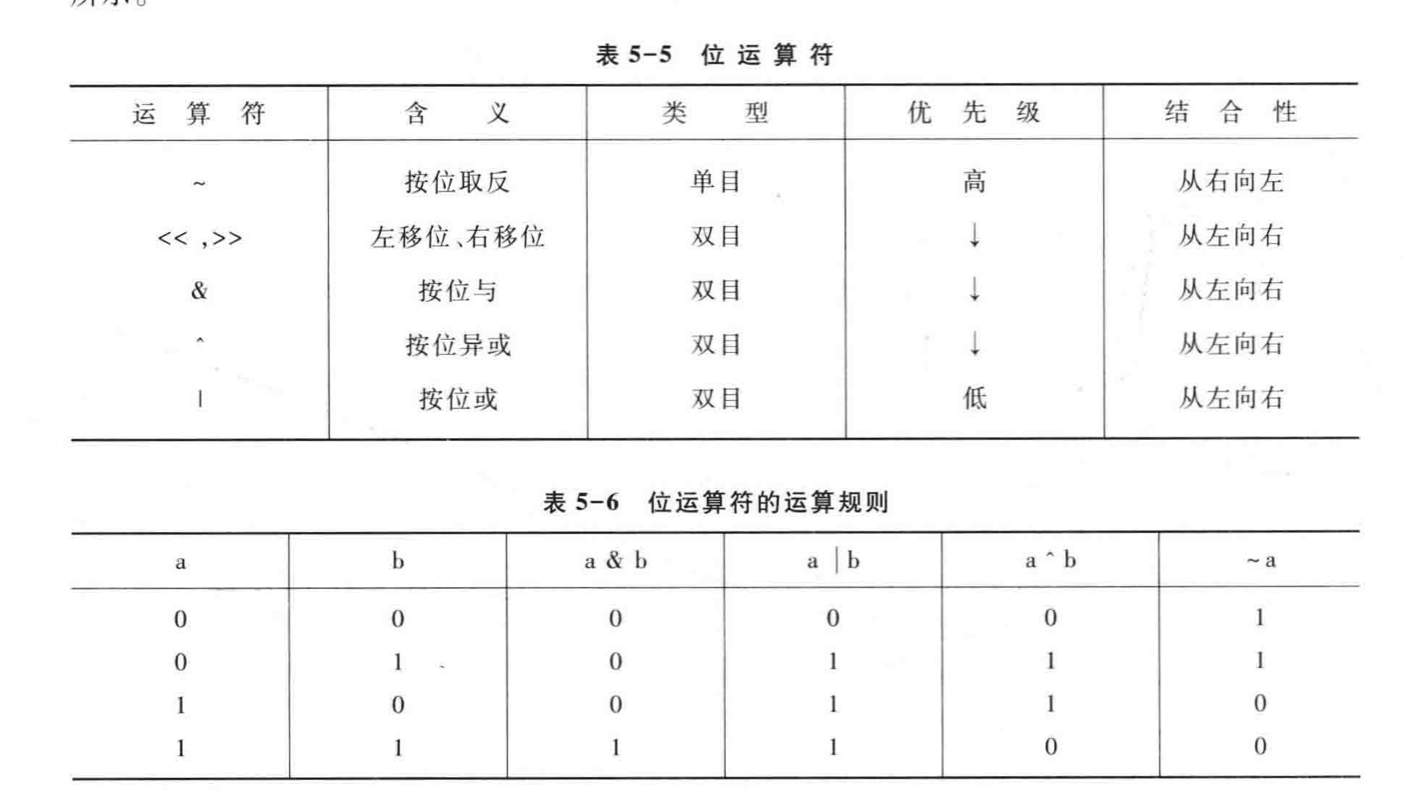 所示。
表 5-5 位 运 算 符
运 算 符 含 义 类 型 优 先 级 结 合 性
~ 按位取反 单目 高 从右向左
<< ,>> 左移位、右移位 双目 ↓ 从左向右
& 按位与 双目 ↓ 从左向右
^ 按位异或 双目 ↓ 从左向右
| 按位或 双目 低 从左向右
表 5-6 位运算符的运算规则
a b a & b a | b a ^ b ~ a
0 0 0 0 0 1
0 1 0 1 1 1
1 0 0 1 1 0
1 1 1 1 0 0